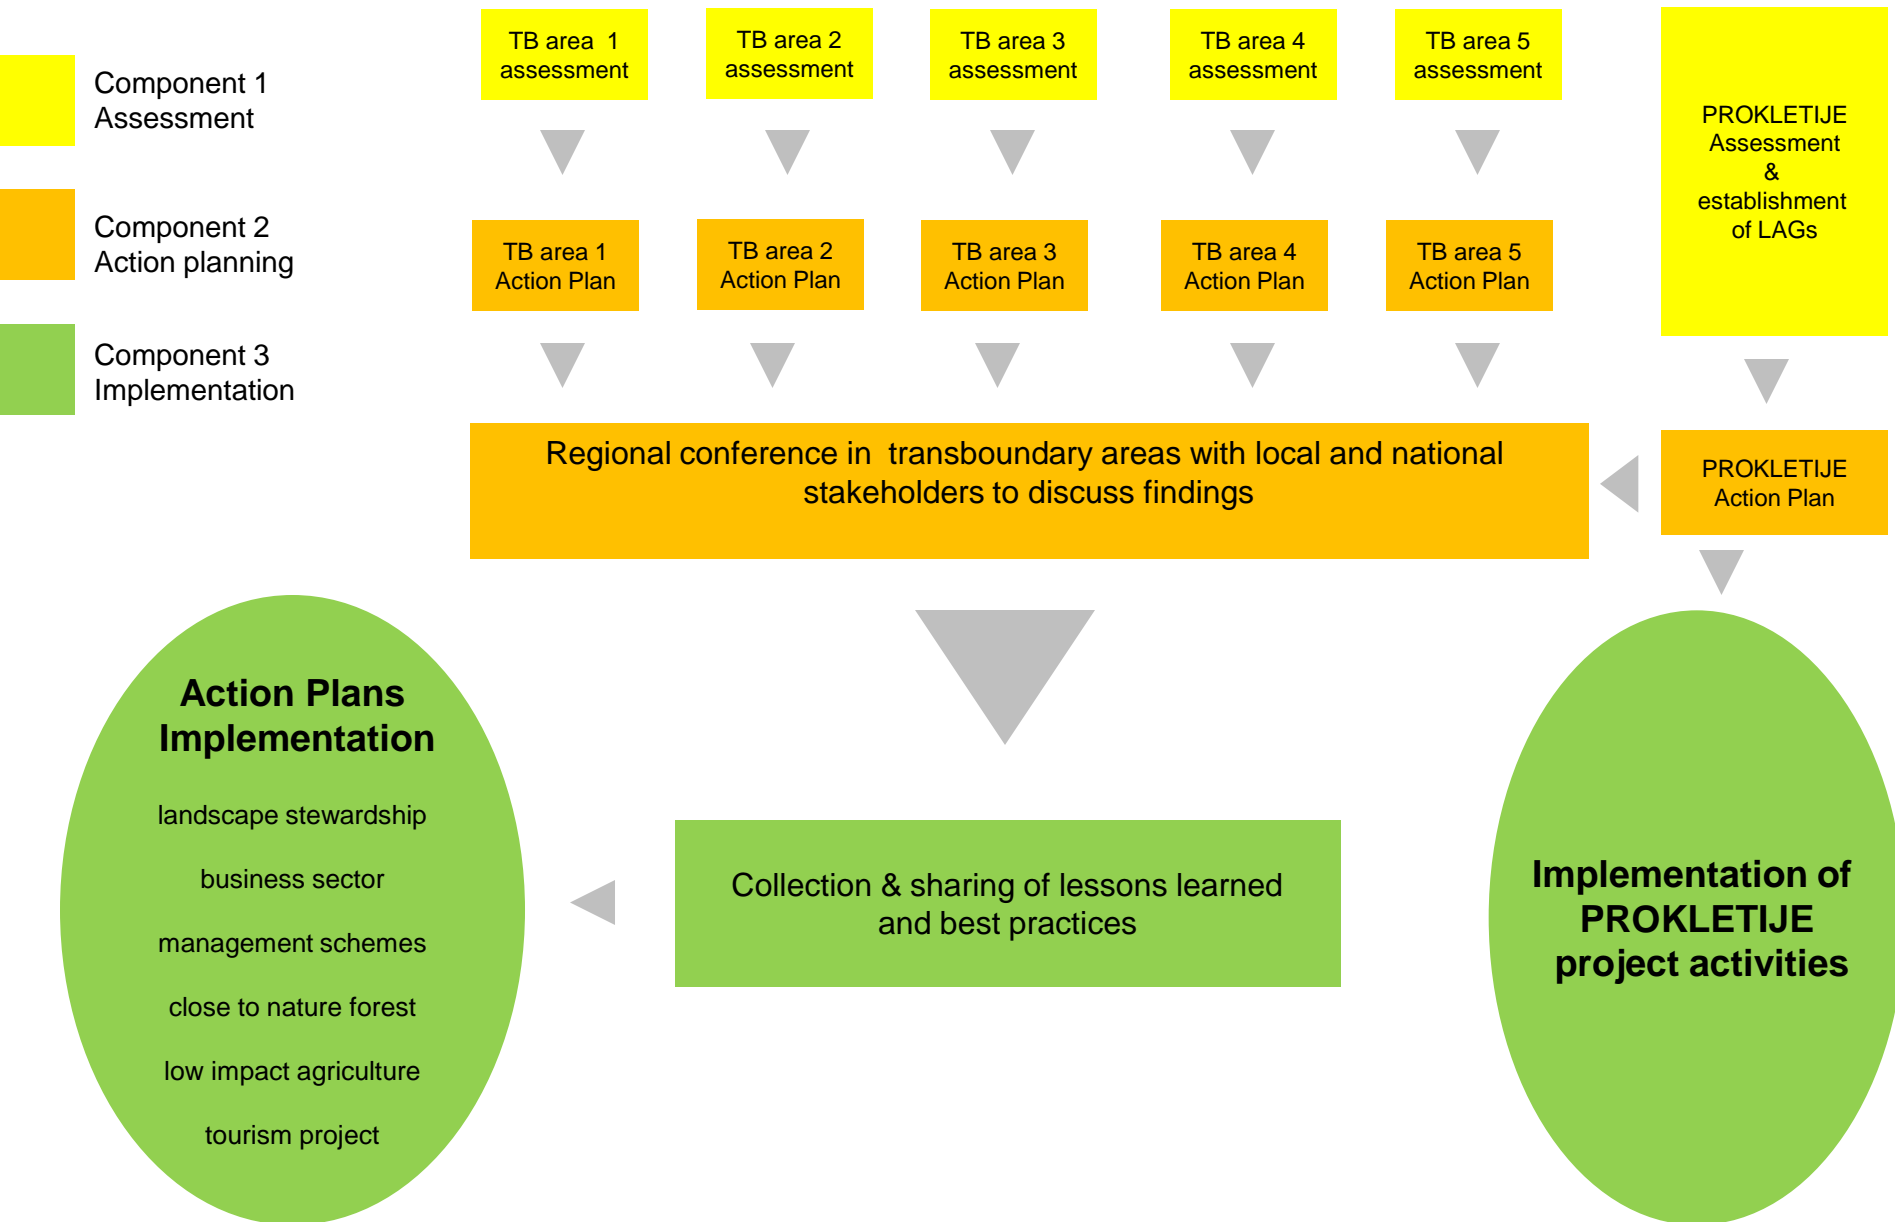 Component 1
Assessment
Component 2
Action planning
Component 3
Implementation
TB area 1
assessment
TB area 2
assessment
TB area 3
assessment
TB area 4
assessment
TB area 5
assessment
PROKLETIJE
Assessment
&
establishment
of LAGs
TB area 1
Action Plan
TB area 2
Action Plan
TB area 3
Action Plan
TB area 4
Action Plan
TB area 5
Action Plan
Regional conference in transboundary areas with local and national
stakeholders to discuss findings
PROKLETIJE
Action Plan
Action Plans
Implementation
landscape stewardship
business sector
management schemes
close to nature forest
low impact agriculture
tourism project
Collection & sharing of lessons learned
and best practices
Implementation of
PROKLETIJE
project activities